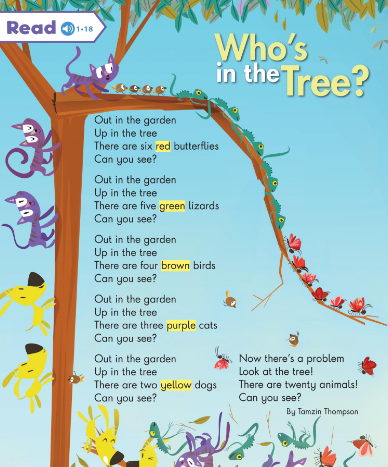 Read 1•18
Who's
in the Tree?
Out in the garden
Up in the tree
There are six red butterflies
Can you see?
Out in the garden
Up in the tree
There are five green lizards
Can you see?
Out in the garden
Up in the tree
There are four brown birds
Can you see?
Out in the garden
Up in the tree
There are three purple cats
Can you see?
Out in the garden
Up in the tree
There are two yellow dogs
Can you see?
Now there's a problem
Look at the tree!
There are twenty animals!
Can you see?
By Tamzin Thompson